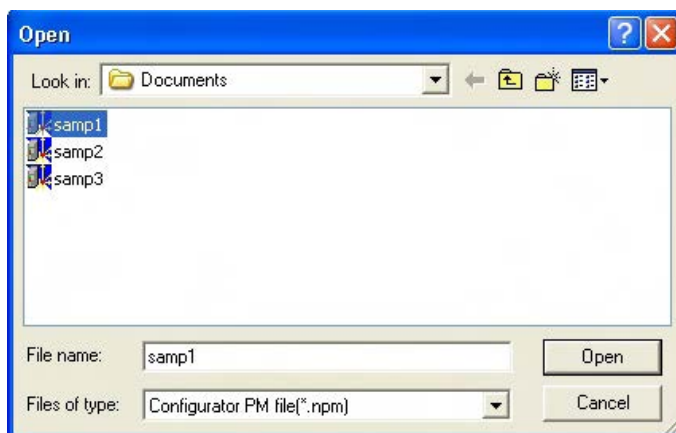 Open
Look in: Documents
samp1
samp2
samp3
File name: samp1 Open
Files of type: Configurator PM file(*.npm) Cancel